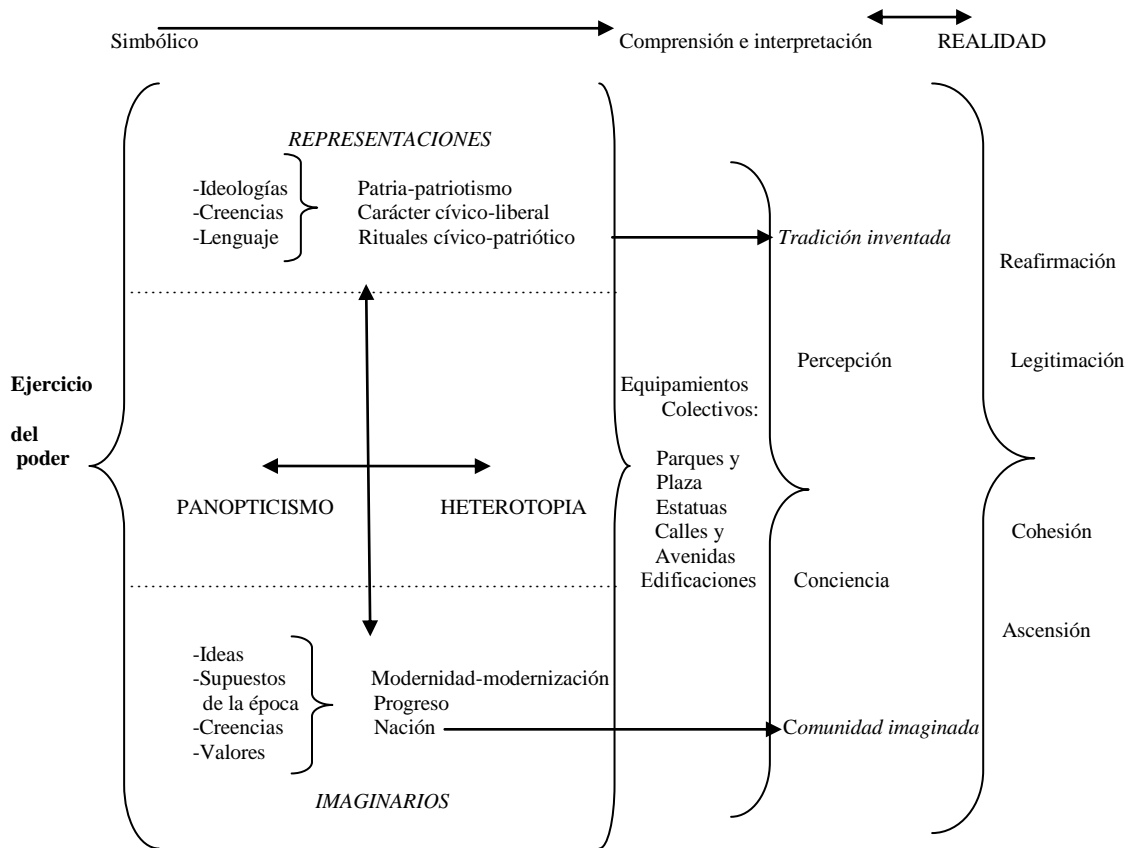 Simbólico
Comprensión e interpretación
REALIDAD
REPRESENTACIONES
-Ideologías
-Creencias
-Lenguaje
Patria-patriotismo
Carácter cívico-liberal
Rituales cívico-patriótico
Tradición inventada
Reafirmación
Ejercicio
del
poder
PANOPTICISMO
HETEROTOPIA
Equipamientos
Colectivos:
Parques y
Plaza
Estatuas
Calles y
Avenidas
Edificaciones
Percepción
Conciencia
Legitimación
Cohesión
Ascensión
-Ideas
-Supuestos
de la época
-Creencias
-Valores
Modernidad-modernización
Progreso
Nación
Comunidad imaginada
IMAGINARIOS